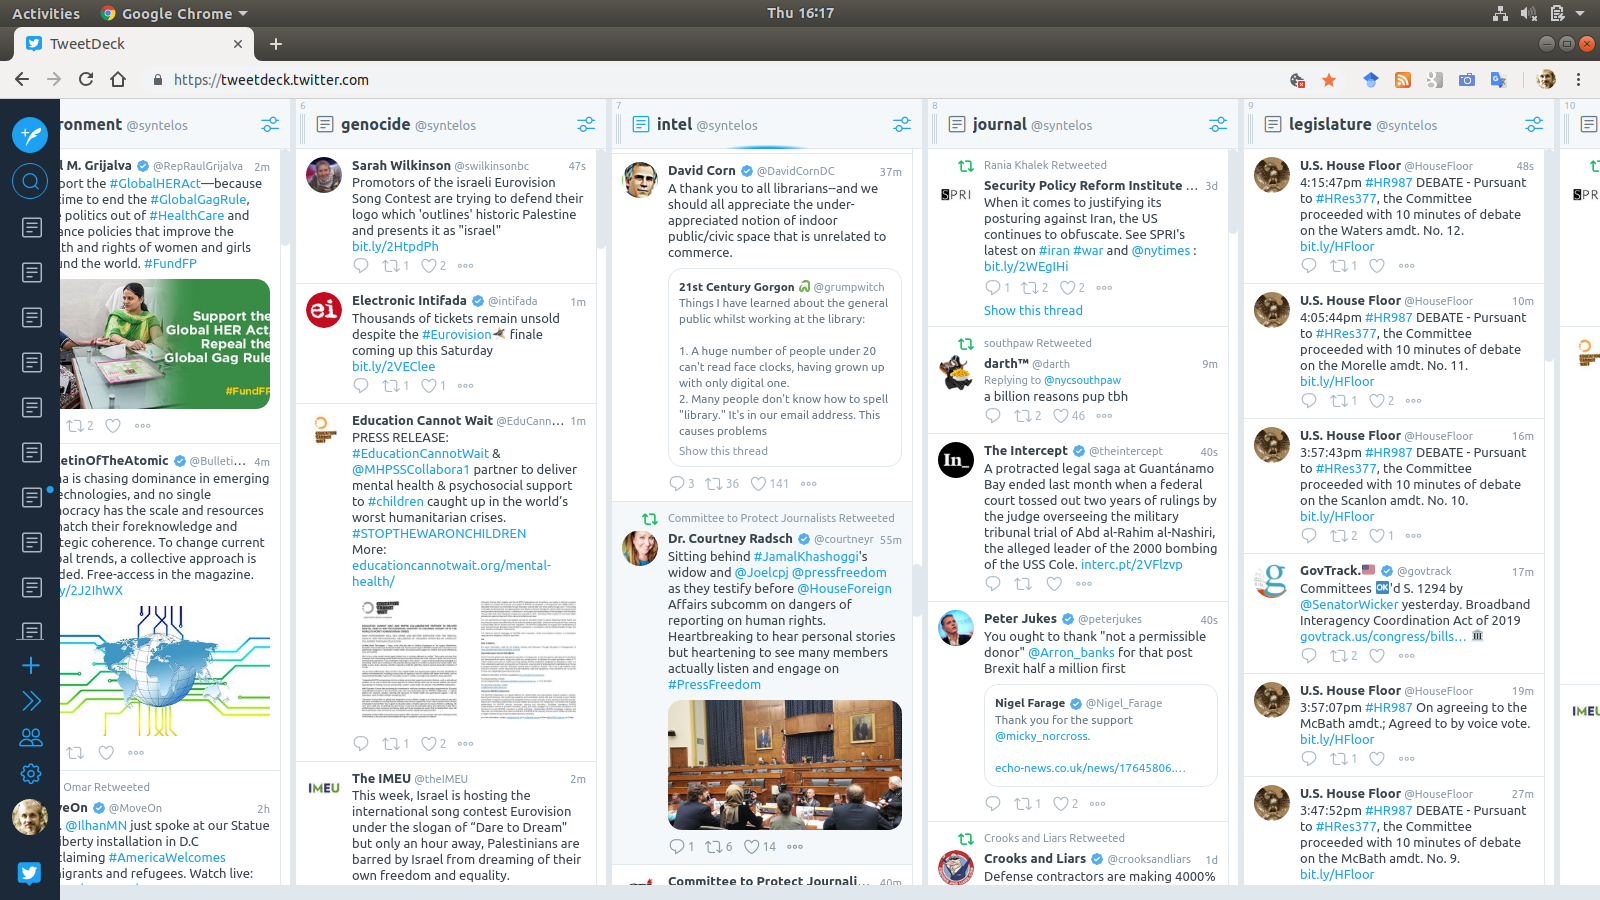 Activities
Google Chrome
Thu 16:17
TweetDeck
https://tweetdeck.twitter.com
ronment @syntelos
l M. Grijalva @RepRaulGrijalva 2m
port the #GlobalHERAct—because
time to end the #GlobalGagRule,
politics out of #HealthCare and
ance policies that improve the
lth and rights of women and girls
und the world. #FundFP
Support the
Global HER Act.
Repeal the
Global Gag Rule
#FundFP
2
etinOfTheAtomic @Bulleti... 4m
na is chasing dominance in emerging
echnologies, and no single
ocracy has the scale and resources
natch their foreknowledge and
tegic coherence. To change current
bal trends, a collective approach is
ded. Free-access in the magazine.
y/2J2IhWX
Omar Retweeted
veOn @MoveOn 2h
@IlhanMN just spoke at our Statue
iberty installation in D.C
claiming #AmericaWelcomes
igrants and refugees. Watch live:
6
genocide @syntelos
Sarah Wilkinson @swilkinsonbc 47s
Promotors of the israeli Eurovision
Song Contest are trying to defend their
logo which 'outlines' historic Palestine
and presents it as "israel"
bit.ly/2HtpdPh
1 2
ei
Electronic Intifada @intifada 1m
Thousands of tickets remain unsold
despite the #Eurovision finale
coming up this Saturday
bit.ly/2VEClee
1 1
EDUCATION
CANNOT
WAIT
Education Cannot Wait @EduCann... 1m
PRESS RELEASE:
#EducationCannotWait &
@MHPSSCollabora1 partner to deliver
mental health & psychosocial support
to #children caught up in the world's
worst humanitarian crises.
#STOPTHEWARONCHILDREN
More:
educationcannotwait.org/mental-
health/
1 2
IMEU
The IMEU @theIMEU 2m
This week, Israel is hosting the
international song contest Eurovision
under the slogan of "Dare to Dream"
but only an hour away, Palestinians are
barred by Israel from dreaming of their
own freedom and equality.
7
intel @syntelos
David Corn @DavidCornDC 37m
A thank you to all librarians--and we
should all appreciate the under-
appreciated notion of indoor
public/civic space that is unrelated to
commerce.
21st Century Gorgon @grumpwitch
Things I have learned about the general
public whilst working at the library:
1. A huge number of people under 20
can't read face clocks, having grown up
with only digital one.
2. Many people don't know how to spell
"library." It's in our email address. This
causes problems
Show this thread
3 36 141
Committee to Protect Journalists Retweeted
Dr. Courtney Radsch @courtneyr 55m
Sitting behind #JamalKhashoggi's
widow and @Joelcpj @pressfreedom
as they testify before @HouseForeign
Affairs subcomm on dangers of
reporting on human rights.
Heartbreaking to hear personal stories
but heartening to see many members
actually listen and engage on
#PressFreedom
1 6 14
Committee to Protect Journali... 40m
8
journal @syntelos
Rania Khalek Retweeted
SPRI
Security Policy Reform Institute ... 3d
When it comes to justifying its
posturing against Iran, the US
continues to obfuscate. See SPRI's
latest on #iran #war and @nytimes :
bit.ly/2WEgIHi
1 2 2
Show this thread
southpaw Retweeted
darth™ @darth 9m
Replying to @nycsouthpaw
a billion reasons pup tbh
2 46
In_
The Intercept @theintercept 40s
A protracted legal saga at Guantánamo
Bay ended last month when a federal
court tossed out two years of rulings by
the judge overseeing the military
tribunal trial of Abd al-Rahim al-Nashiri,
the alleged leader of the 2000 bombing
of the USS Cole. interc.pt/2VFlzvp
Peter Jukes @peterjukes 40s
You ought to thank "not a permissible
donor" @Arron_banks for that post
Brexit half a million first
Nigel Farage @Nigel_Farage
Thank you for the support
@micky_norcross.
echo-news.co.uk/news/17645806....
1 2
Crooks and Liars Retweeted
Crooks and Liars @crooksandliars 1d
Defense contractors are making 4000%
9
legislature @syntelos
U.S. House Floor @HouseFloor 48s
4:15:47pm #HR987 DEBATE - Pursuant
to #HRes377, the Committee
proceeded with 10 minutes of debate
on the Waters amdt. No. 12.
bit.ly/HFloor
1
U.S. House Floor @HouseFloor 10m
4:05:44pm #HR987 DEBATE - Pursuant
to #HRes377, the Committee
proceeded with 10 minutes of debate
on the Morelle amdt. No. 11.
bit.ly/HFloor
1 2
U.S. House Floor @HouseFloor 16m
3:57:43pm #HR987 DEBATE - Pursuant
to #HRes377, the Committee
proceeded with 10 minutes of debate
on the Scanlon amdt. No. 10.
bit.ly/HFloor
2 1
g
GovTrack. @govtrack 17m
Committees OK'd S. 1294 by
@SenatorWicker yesterday. Broadband
Interagency Coordination Act of 2019
govtrack.us/congress/bills...
2
U.S. House Floor @HouseFloor 19m
3:57:07pm #HR987 On agreeing to the
McBath amdt.; Agreed to by voice vote.
bit.ly/HFloor
1
U.S. House Floor @HouseFloor 27m
3:47:52pm #HR987 DEBATE - Pursuant
to #HRes377, the Committee
proceeded with 10 minutes of debate
on the McBath amdt. No. 9.
bit.ly/HFloor
10
SPR
IMEU